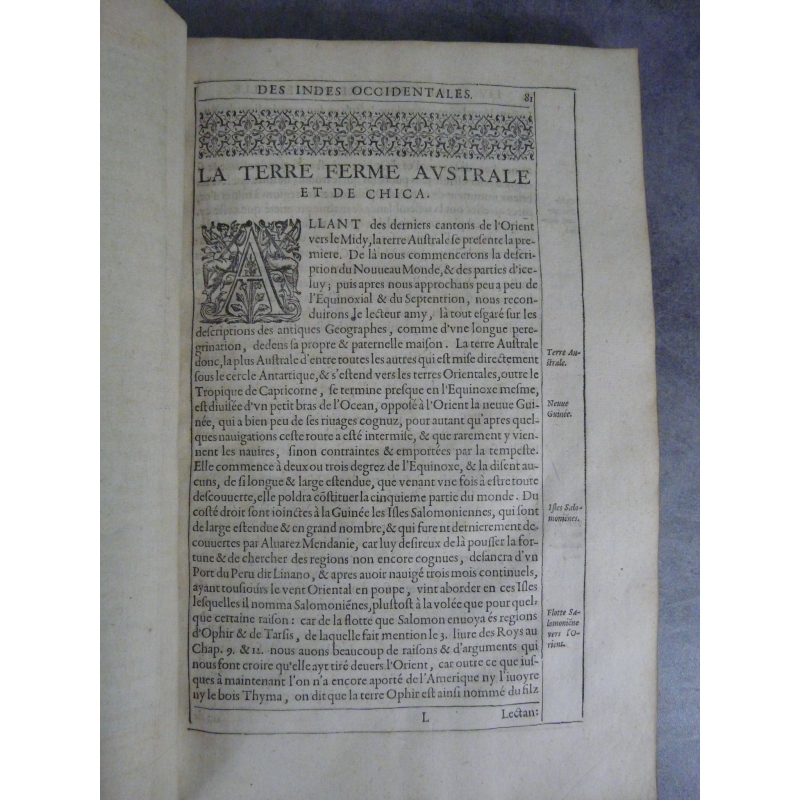 DES INDES OCCIDENTALES.
81
LA TERRE FERME AVSTRALE
ET DE CHICA.
ALLANT des derniers cantons de l'Orient
vers le Midy, la terre Auſtrale ſe preſente la pre-
miere. De là nous commencerons la deſcri-
ption du Nouueau Monde, & des parties d'ice-
luy; puis apres nous approchans peu a peu de
l'Equinoxial & du Septentrion, nous recon-
duirons le lecteur amy, là tout eſgaré ſur les
deſcriptions des antiques Geographes, comme d'vne longue pere-
grination, dedens ſa propre & paternelle maiſon. La terre Auſtrale
donc, la plus Auſtrale d'entre toutes les autres qui eſt miſe directement
ſous le cercle Antartique, & s'eſtend vers les terres Orientales, outre le
Tropique de Capricorne, ſe termine preſque en l'Equinoxe meſme,
eſt diuiſée d'vn petit bras de l'Ocean, oppoſé à l'Orient la neuue Gui-
née, qui a bien peu de ſes riuages cognuz, pour autant qu'apres quel-
ques nauigations ceſte route a eſté intermiſe, & que rarement y vien-
nent les nauires, ſinon contraintes & emportées par la tempeſte.
Elle commence à deux ou trois degrez de l'Equinoxe, & la diſent au-
cuns, de ſi longue & large eſtendue, que venant vne fois à eſtre toute
deſcouuerte, elle poldra cõſtituer la cinquieme partie du monde. Du
coſté droit ſont ioinctes à la Guinée les Iſles Salomoniennes, qui ſont
de large eſtendue & en grand nombre, & qui furent dernierement de-
couuertes par Aluarez Mendanie, car luy deſireux de là pouſſer la for-
tune & de chercher des regions non encore cognues, deſancra d'vn
Port du Peru dit Linano, & apres auoir nauigé trois mois continuels,
ayant touſiours le vent Oriental en poupe, vint aborder en ces Iſles
leſquelles il nomma Salomoniẽnes, pluſtoſt à la volée que pour quel-
que certaine raiſon: car de la flotte que Salomon enuoya és regions
d'Ophir & de Tarſis, de laquelle fait mention le 3. liure des Roys au
Chap. 9. & 12. nous auons beaucoup de raiſons & d'arguments qui
nous font croire qu'elle ayt tiré deuers l'Orient, car outre ce que iuſ-
ques à maintenant l'on n'a encore aporté de l'Amerique ny l'iuoyre
ny le bois Thyma, on dit que la terre Ophir eſt ainſi nommé du filz
L
Lectan:
Terre Au-
ſtrale.
Neuue
Guinée.
Iſles Salo-
moniẽnes.
Flotte Sa-
lomoniẽne
vers l'O-
rient.